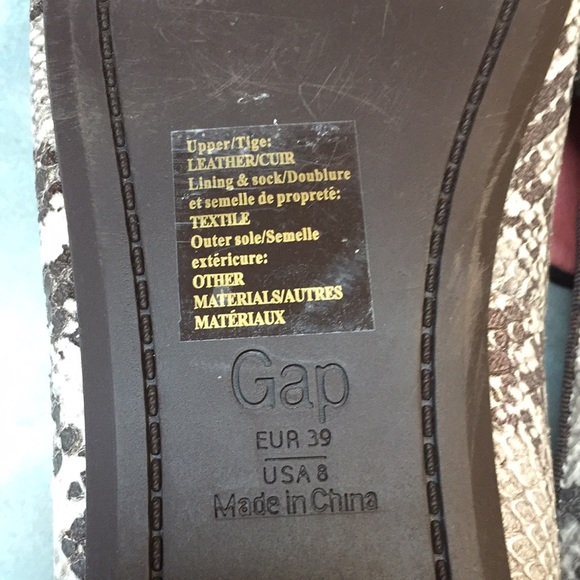 Upper/Tige:
LEATHER/CUIR
Lining & sock/Doublure
et semelle de propreté:
TEXTILE
Outer sole/Semelle
extéricure:
OTHER
MATERIALS/AUTRES
MATÉRIAUX
Gap
EUR 39
USA 8
Made in China